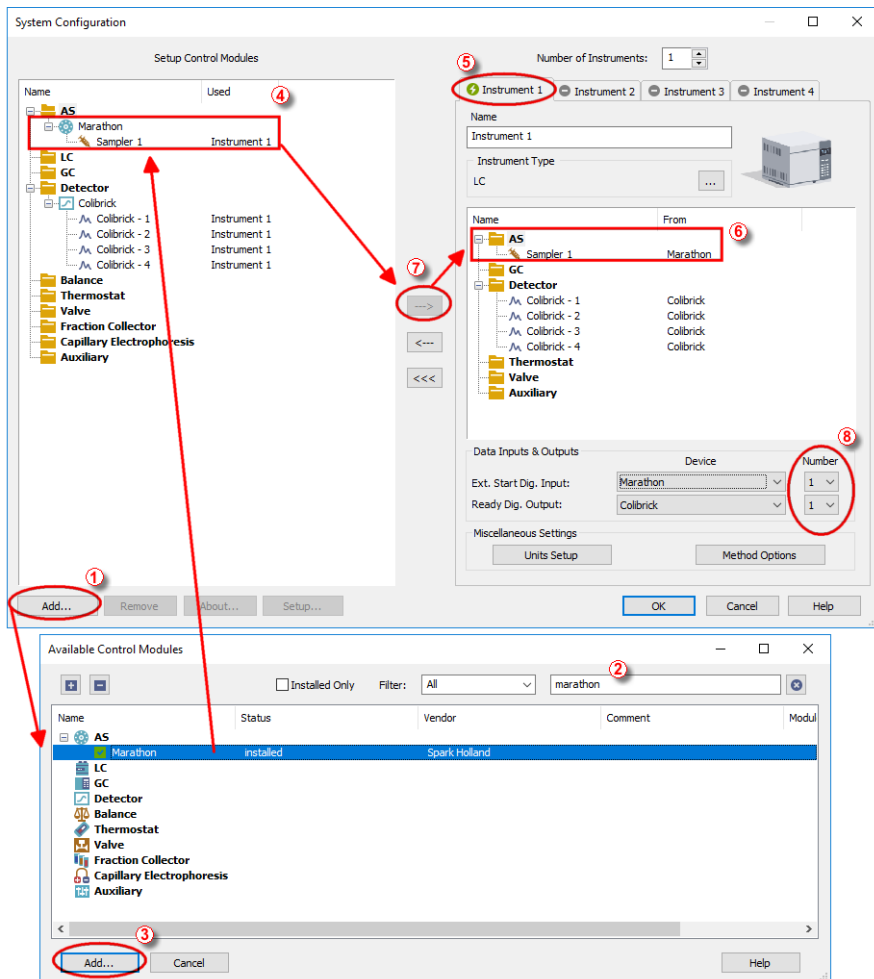 System Configuration
Setup Control Modules
Number of Instruments: 1
Name Used
④
AS
Marathon
Sampler 1 Instrument 1
LC
GC
Detector
Colibrick
Colibrick - 1 Instrument 1
Colibrick - 2 Instrument 1
Colibrick - 3 Instrument 1
Colibrick - 4 Instrument 1
Balance
Thermostat
Valve
Fraction Collector
Capillary Electrophoresis
Auxiliary
⑦
--->
<---
<<<
⑤
Instrument 1 Instrument 2 Instrument 3 Instrument 4
Name
Instrument 1
Instrument Type
LC ...
Name From
⑥
AS
Sampler 1 Marathon
GC
Detector
Colibrick - 1 Colibrick
Colibrick - 2 Colibrick
Colibrick - 3 Colibrick
Colibrick - 4 Colibrick
Thermostat
Valve
Auxiliary
⑧
Data Inputs & Outputs
Device Number
Ext. Start Dig. Input: Marathon 1
Ready Dig. Output: Colibrick 1
Miscellaneous Settings
Units Setup Method Options
①
Add... Remove About... Setup... OK Cancel Help
Available Control Modules
②
Installed Only Filter: All marathon
Name Status Vendor Comment Modul
AS
Marathon installed Spark Holland
LC
GC
Detector
Balance
Thermostat
Valve
Fraction Collector
Capillary Electrophoresis
Auxiliary
③
Add... Cancel Help